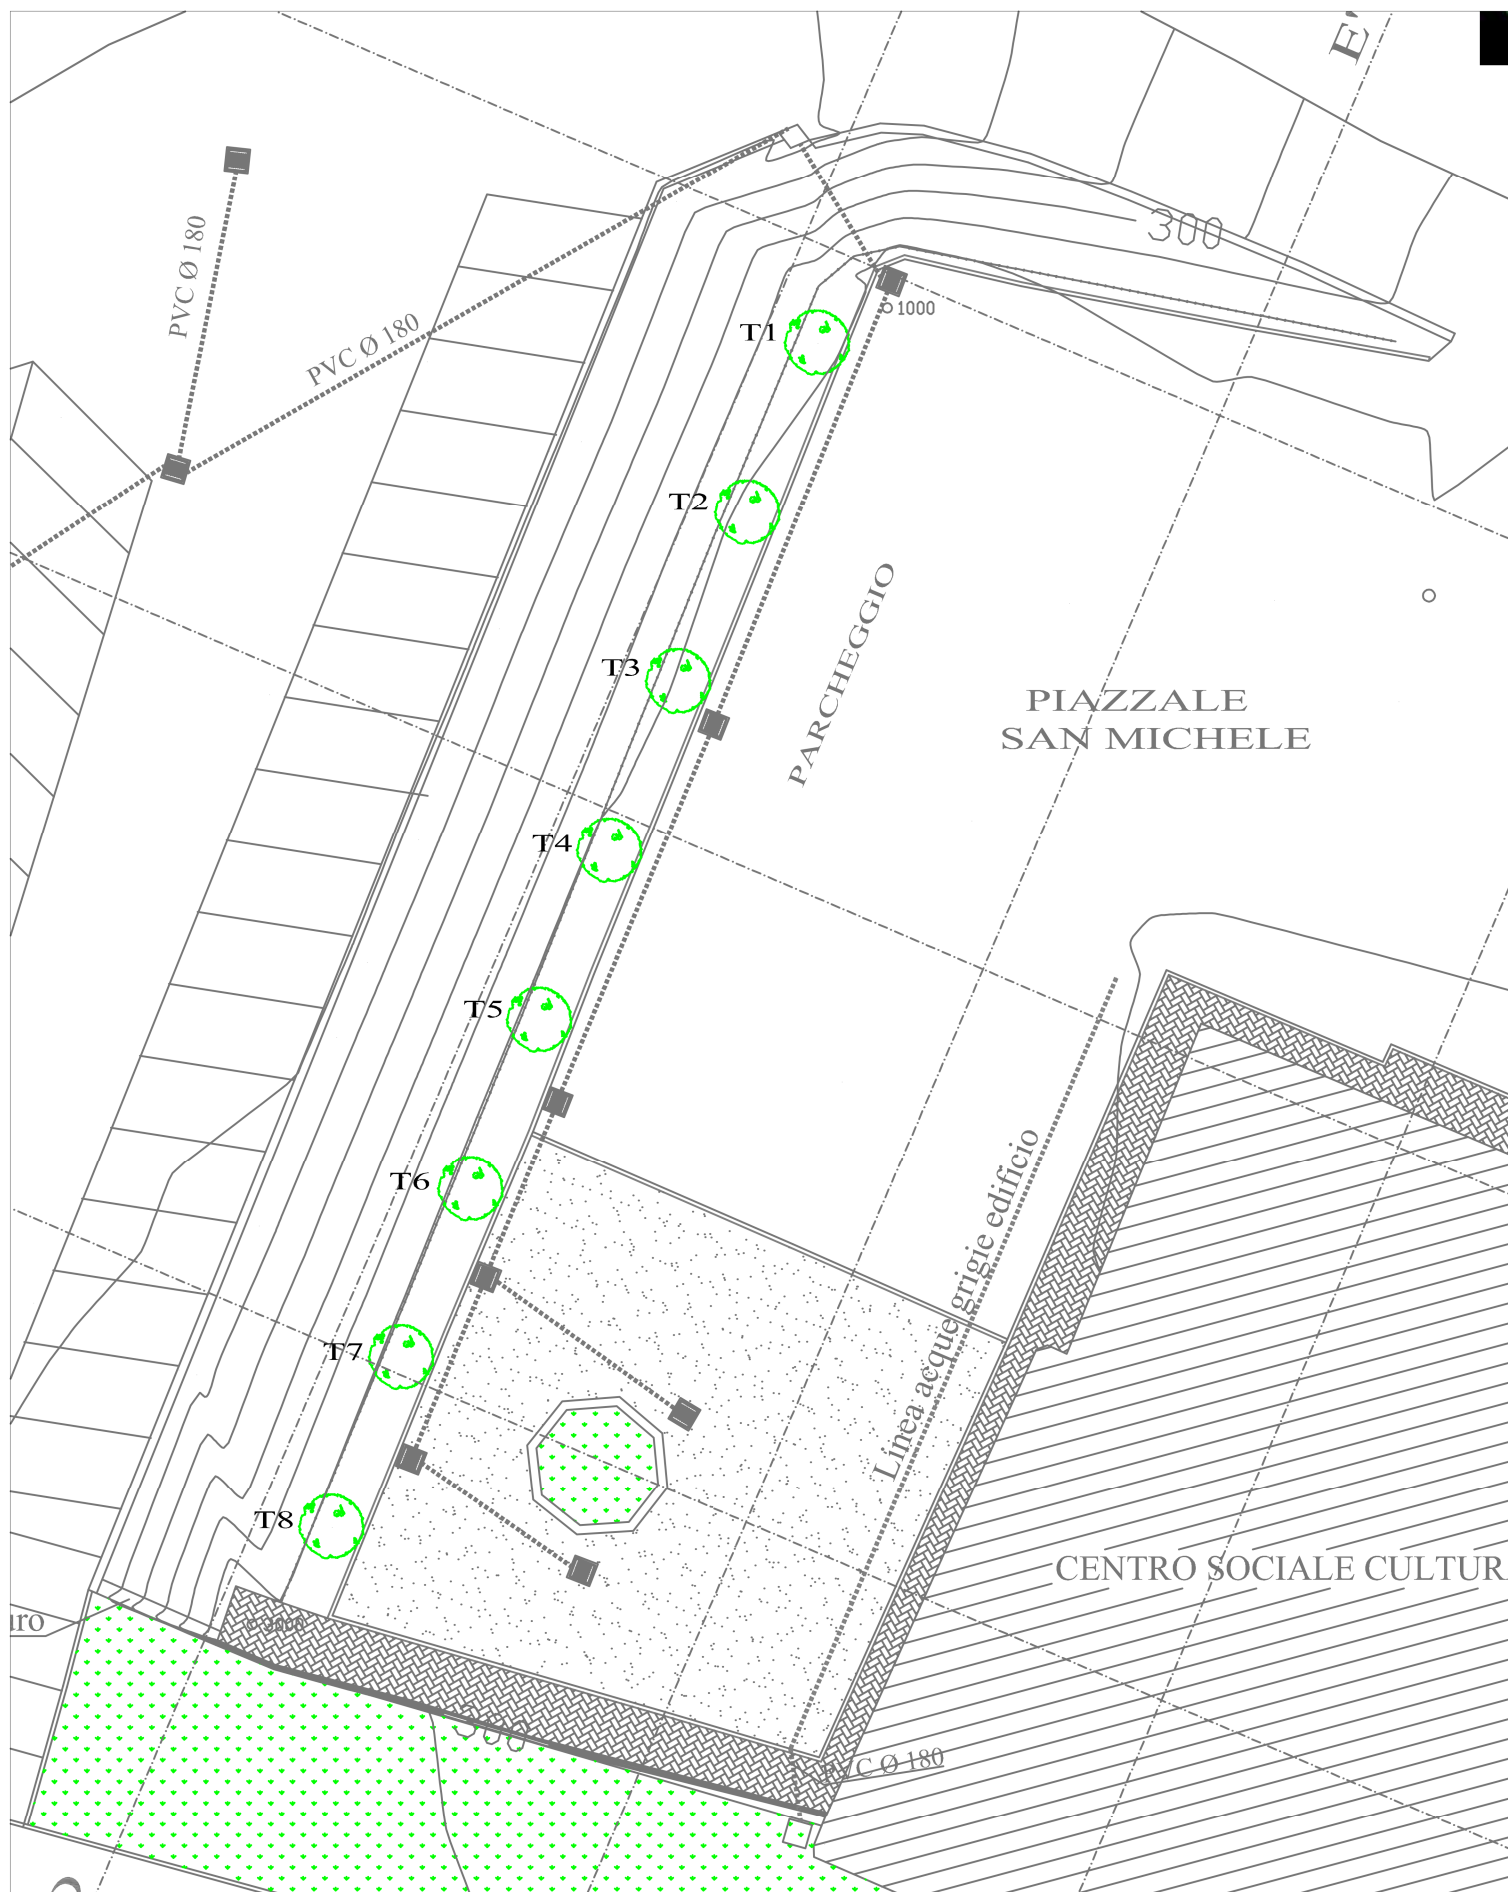 300
PVC Ø 180
1000
T1
PVC Ø 180
T2
PARCHEGGIO
T3
PIAZZALE
SAN MICHELE
T4
T5
T6
Linea acque grigie edificio
T7
T8
CENTRO SOCIALE CULTUR
uro
PVC Ø 180